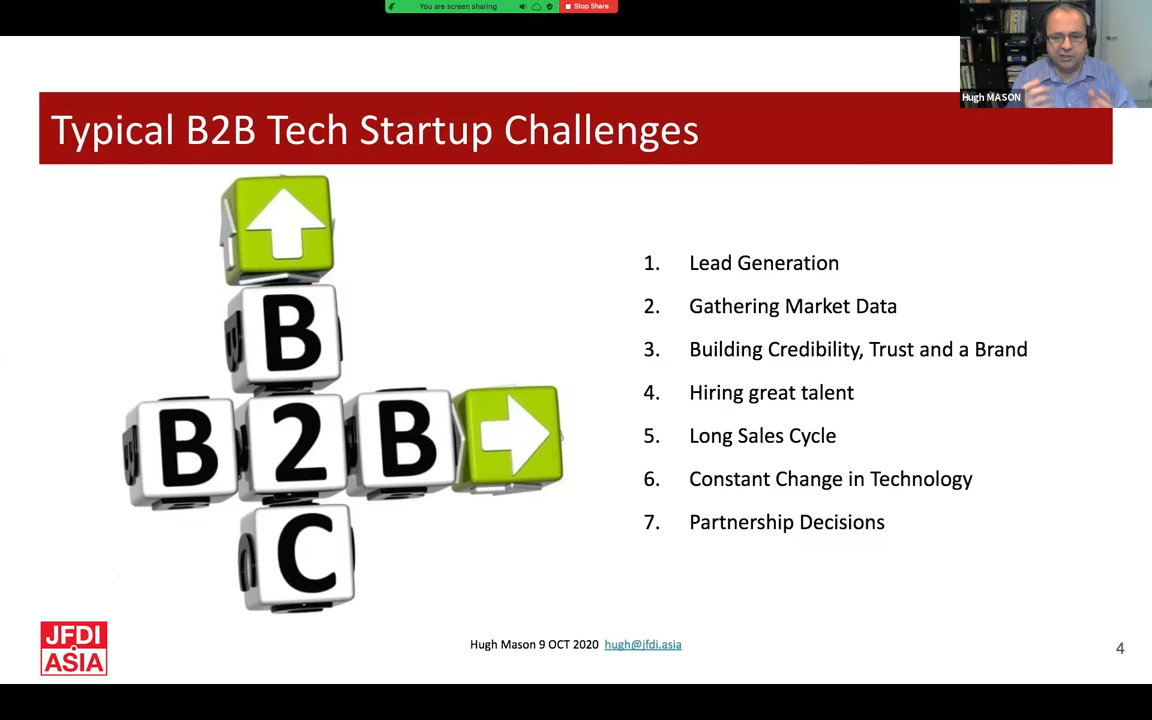 You are screen sharing
Stop Share
Hugh MASON
Typical B2B Tech Startup Challenges
B
B2B
C
1. Lead Generation
2. Gathering Market Data
3. Building Credibility, Trust and a Brand
4. Hiring great talent
5. Long Sales Cycle
6. Constant Change in Technology
7. Partnership Decisions
JFDI
ASIA
Hugh Mason 9 OCT 2020 hugh@jfdi.asia
4